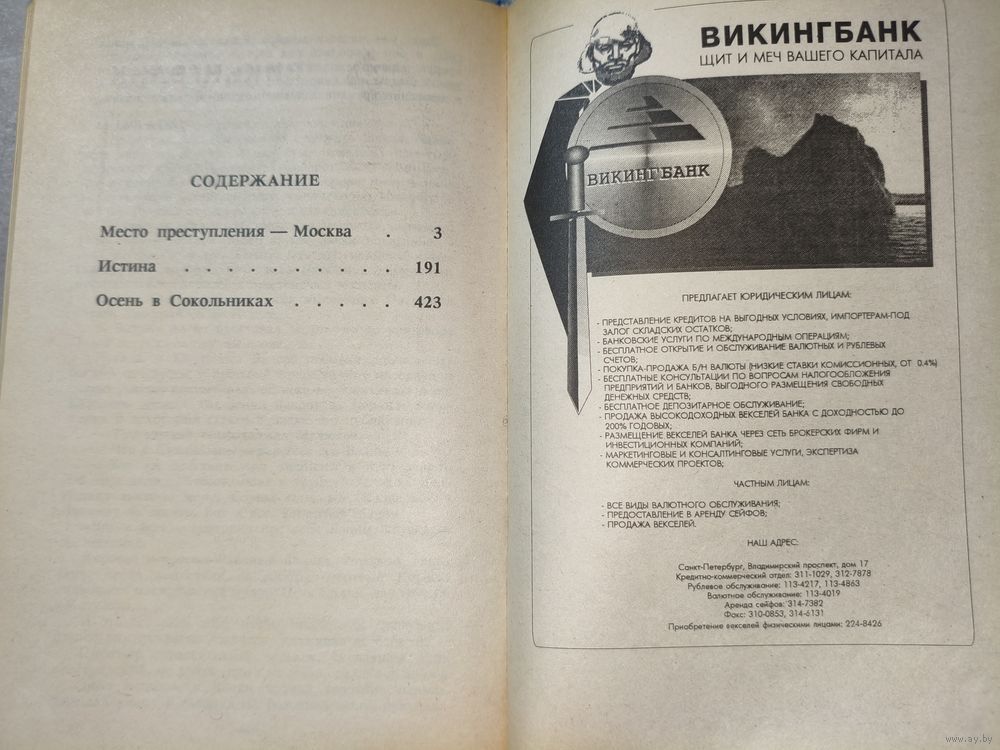 СОДЕРЖАНИЕ
Место преступления — Москва . 3
Истина . . . . . . . . . . 191
Осень в Сокольниках . . . . . 423
ВИКИНГБАНК
ЩИТ И МЕЧ ВАШЕГО КАПИТАЛА
ВИКИНГБАНК
ПРЕДЛАГАЕТ ЮРИДИЧЕСКИМ ЛИЦАМ:
- ПРЕДСТАВЛЕНИЕ КРЕДИТОВ НА ВЫГОДНЫХ УСЛОВИЯХ, ИМПОРТЕРАМ-ПОД
ЗАЛОГ СКЛАДСКИХ ОСТАТКОВ;
- БАНКОВСКИЕ УСЛУГИ ПО МЕЖДУНАРОДНЫМ ОПЕРАЦИЯМ;
- БЕСПЛАТНОЕ ОТКРЫТИЕ И ОБСЛУЖИВАНИЕ ВАЛЮТНЫХ И РУБЛЕВЫХ
СЧЕТОВ;
- ПОКУПКА-ПРОДАЖА Б/Н ВАЛЮТЫ (НИЗКИЕ СТАВКИ КОМИССИОННЫХ, ОТ 0.4%)
- БЕСПЛАТНЫЕ КОНСУЛЬТАЦИИ ПО ВОПРОСАМ НАЛОГООБЛОЖЕНИЯ
ПРЕДПРИЯТИЙ И БАНКОВ, ВЫГОДНОГО РАЗМЕЩЕНИЯ СВОБОДНЫХ
ДЕНЕЖНЫХ СРЕДСТВ;
- БЕСПЛАТНОЕ ДЕПОЗИТАРНОЕ ОБСЛУЖИВАНИЕ;
- ПРОДАЖА ВЫСОКОДОХОДНЫХ ВЕКСЕЛЕЙ БАНКА С ДОХОДНОСТЬЮ ДО
200% ГОДОВЫХ;
- РАЗМЕЩЕНИЕ ВЕКСЕЛЕЙ БАНКА ЧЕРЕЗ СЕТЬ БРОКЕРСКИХ ФИРМ И
ИНВЕСТИЦИОННЫХ КОМПАНИЙ;
- МАРКЕТИНГОВЫЕ И КОНСАЛТИНГОВЫЕ УСЛУГИ, ЭКСПЕРТИЗА
КОММЕРЧЕСКИХ ПРОЕКТОВ;
ЧАСТНЫМ ЛИЦАМ:
- ВСЕ ВИДЫ ВАЛЮТНОГО ОБСЛУЖИВАНИЯ;
- ПРЕДОСТАВЛЕНИЕ В АРЕНДУ СЕЙФОВ;
- ПРОДАЖА ВЕКСЕЛЕЙ.
НАШ АДРЕС:
Санкт-Петербург, Владимирский проспект, дом 17
Кредитно-коммерческий отдел: 311-1029, 312-7878
Рублевое обслуживание: 113-4217, 113-4863
Валютное обслуживание: 113-4019
Аренда сейфов: 314-7382
Факс: 310-0853, 314-6131
Приобретение векселей физическими лицами: 224-8426
www.ay.by